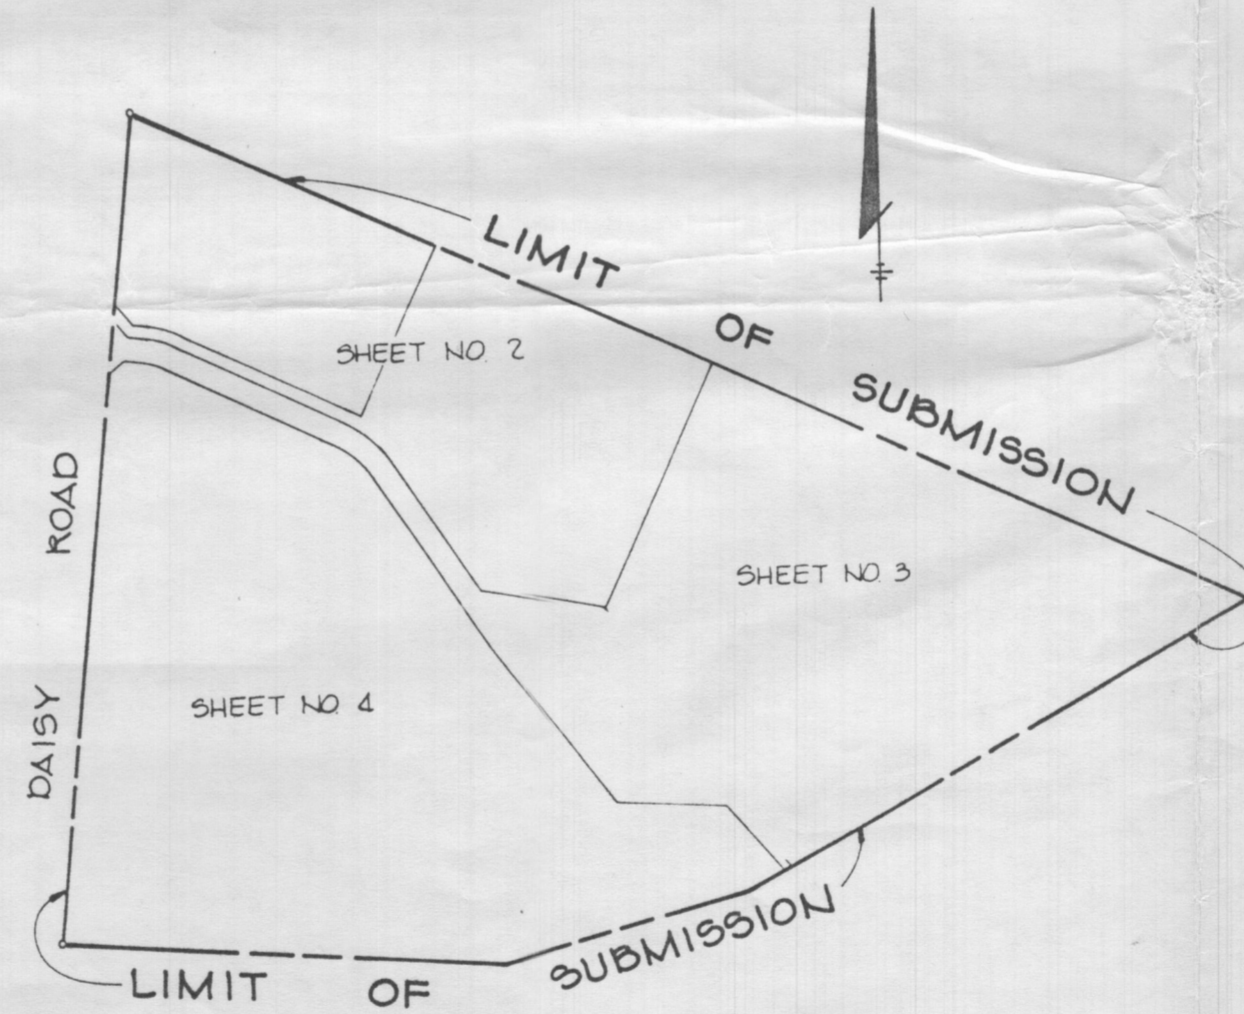 LIMIT OF SUBMISSION
SHEET NO. 2
DAISY ROAD
SHEET NO. 3
SHEET NO. 4
LIMIT OF SUBMISSION